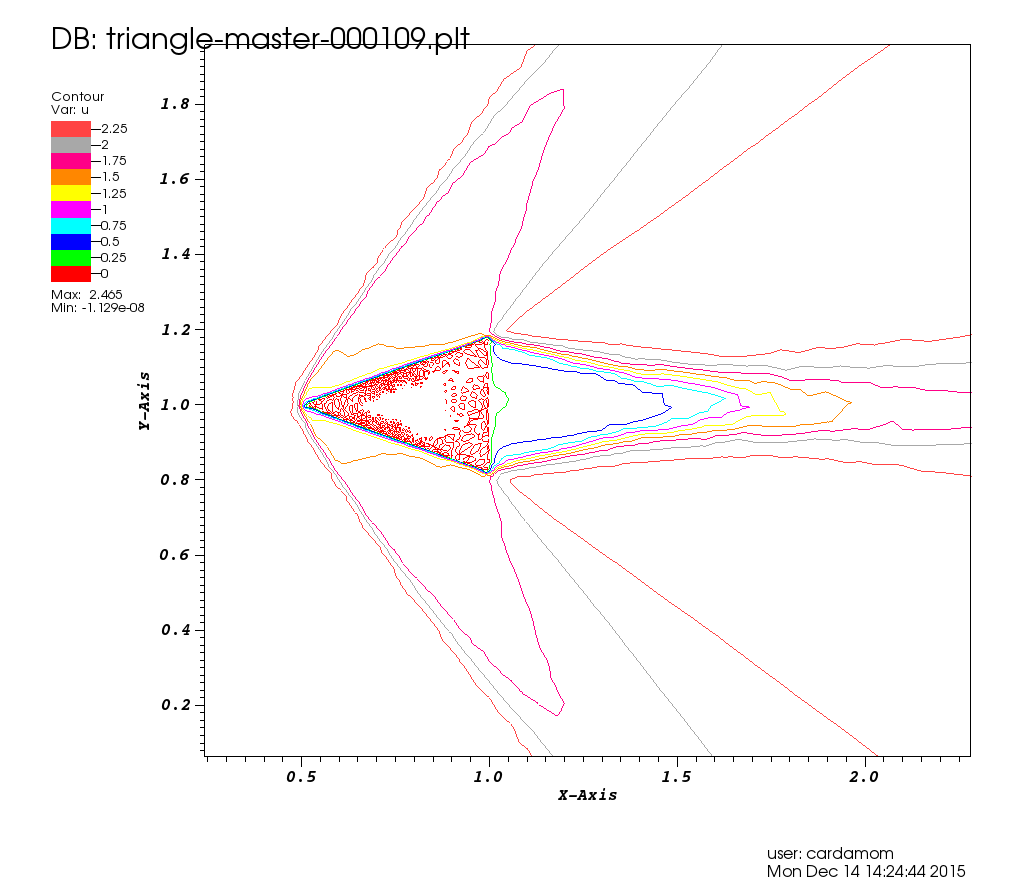 DB: triangle-master-000109.plt
Contour
Var: u
2.25
2
1.75
1.5
1.25
1
0.75
0.5
0.25
0
Max: 2.465
Min: -1.129e-08
Y-Axis
1.8
1.6
1.4
1.2
1.0
0.8
0.6
0.4
0.2
0.5 1.0 1.5 2.0
X-Axis
user: cardamom
Mon Dec 14 14:24:44 2015